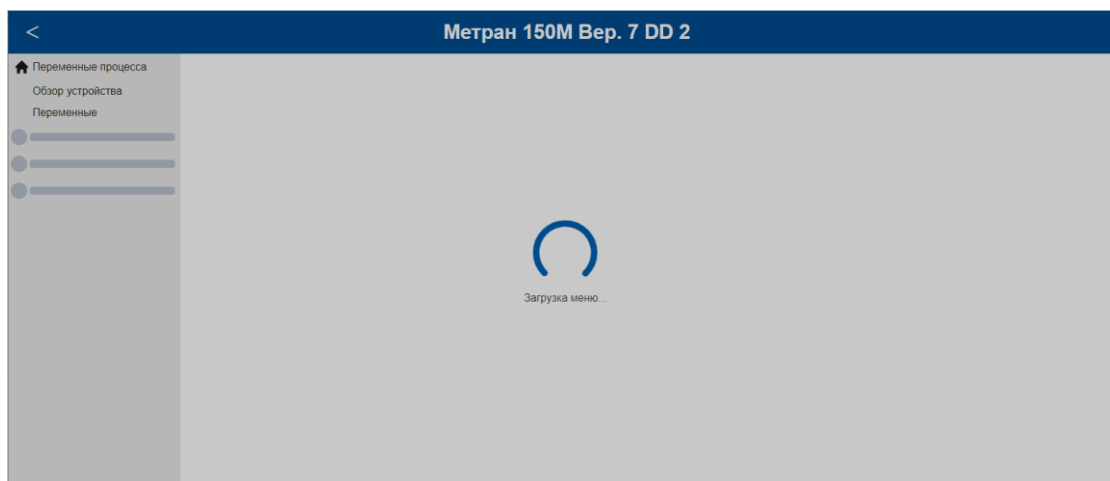 <
Метран 150М Вер. 7 DD 2
Переменные процесса
Обзор устройства
Переменные
Загрузка меню...